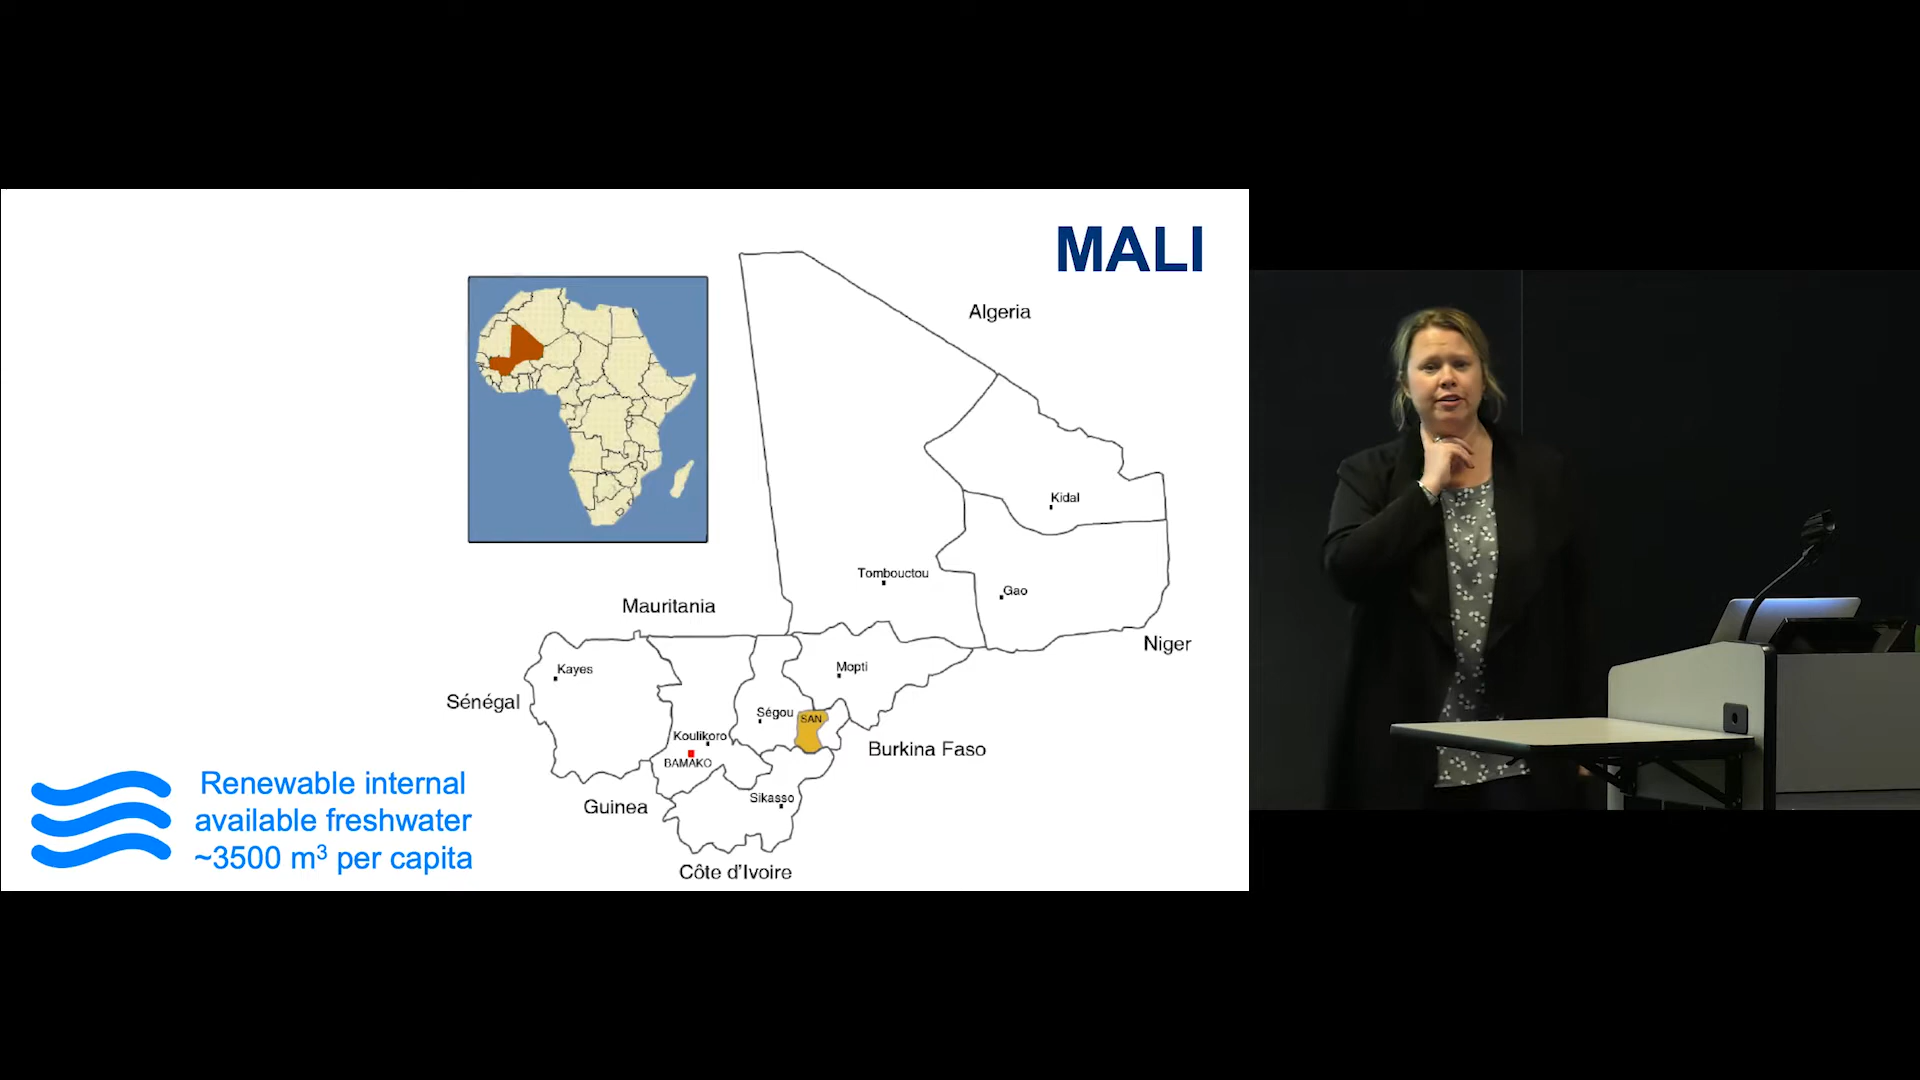 MALI
Algeria
Kidal
Tombouctou
Gao
Mauritania
Niger
Kayes
Mopti
Sénégal
Ségou
SAN
Koulikoro
Burkina Faso
BAMAKO
Renewable internal
available freshwater
~3500 m³ per capita
Sikasso
Guinea
Côte d'Ivoire